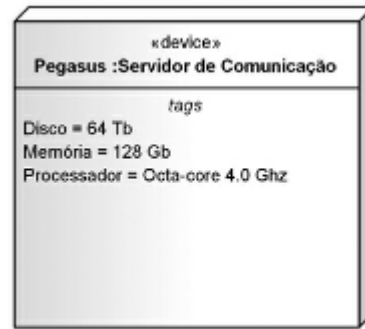 «device»
Pegasus :Servidor de Comunicação
tags
Disco = 64 Tb
Memória = 128 Gb
Processador = Octa-core 4.0 Ghz